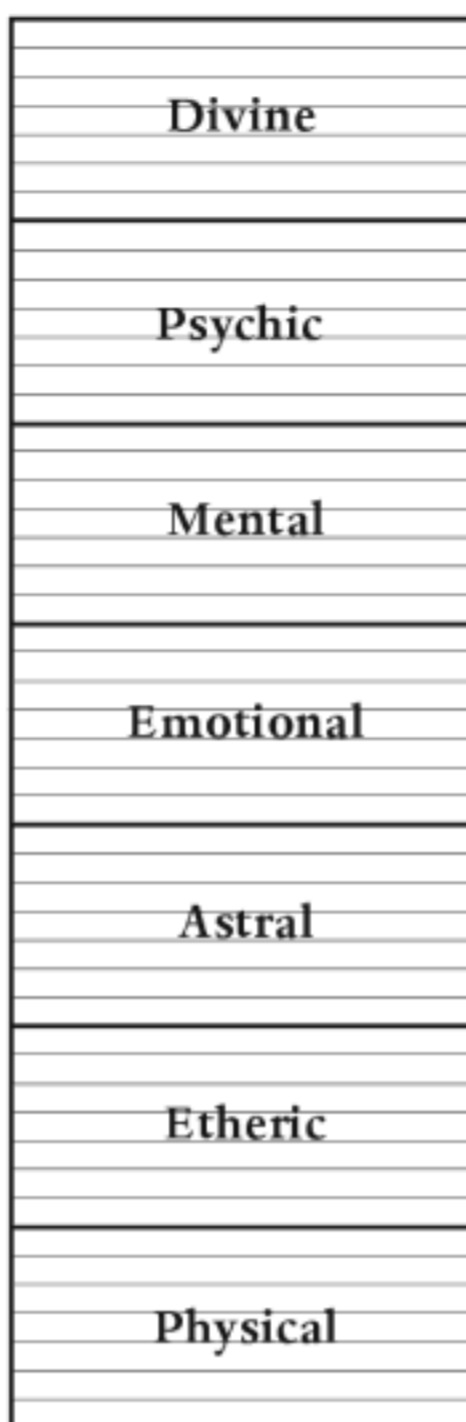 Divine
Psychic
Mental
Emotional
Astral
Etheric
Physical